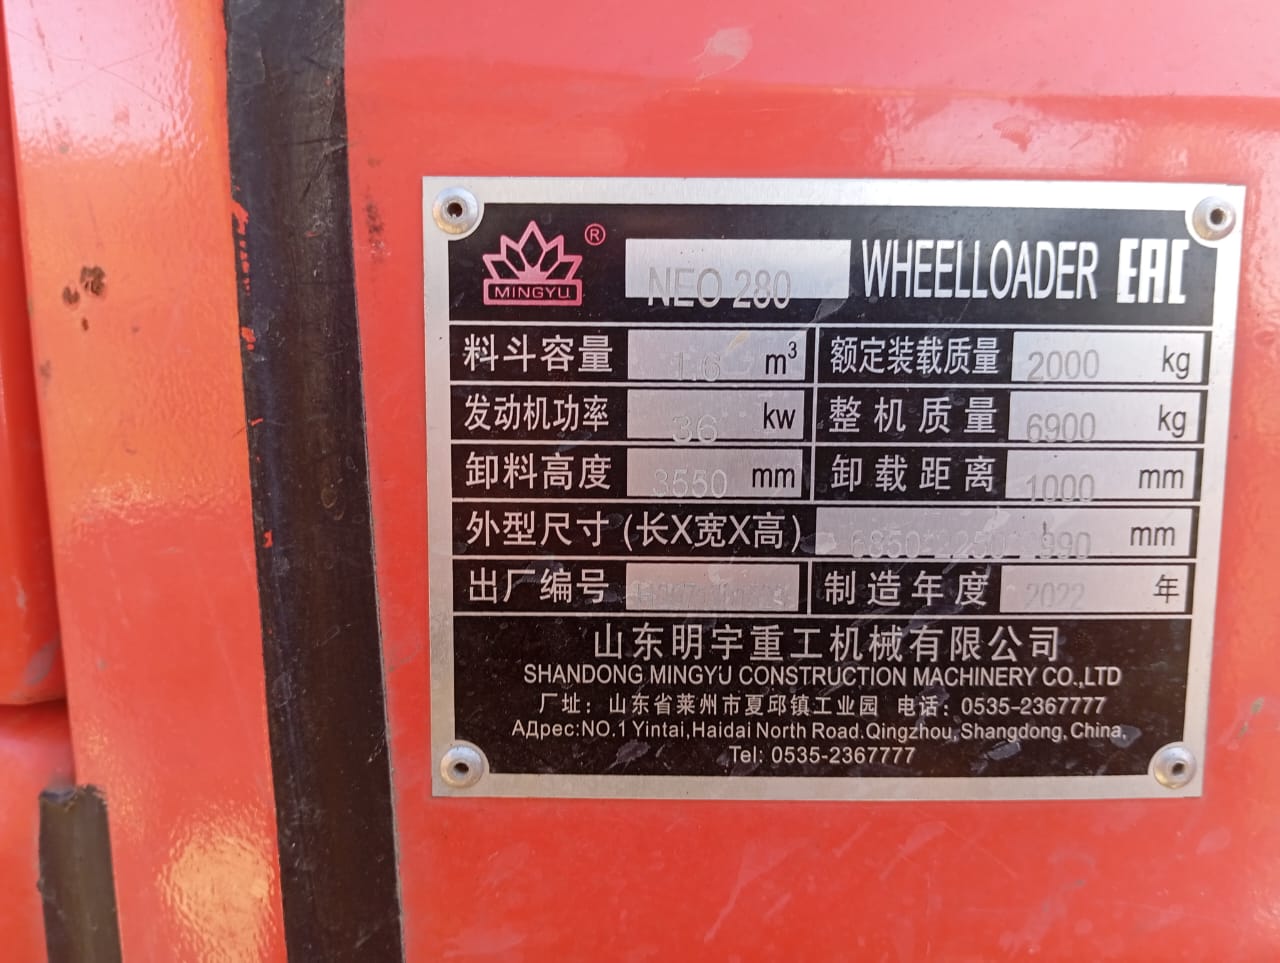 MINGYU ® NEO 280 WHEELLOADER EAC
料斗容量 1.6 m³ 额定装载质量 2000 kg
发动机功率 36 kw 整机质量 6900 kg
卸料高度 3550 mm 卸载距离 1000 mm
外型尺寸 (长X宽X高) 6850 mm
出厂编号 制造年度 2022 年
山东明宇重工机械有限公司
SHANDONG MINGYU CONSTRUCTION MACHINERY CO.,LTD
厂址: 山东省莱州市夏邱镇工业园 电话: 0535-2367777
АДрес:NO.1 Yintai,Haidai North Road.Qingzhou,Shangdong,China,
Tel: 0535-2367777